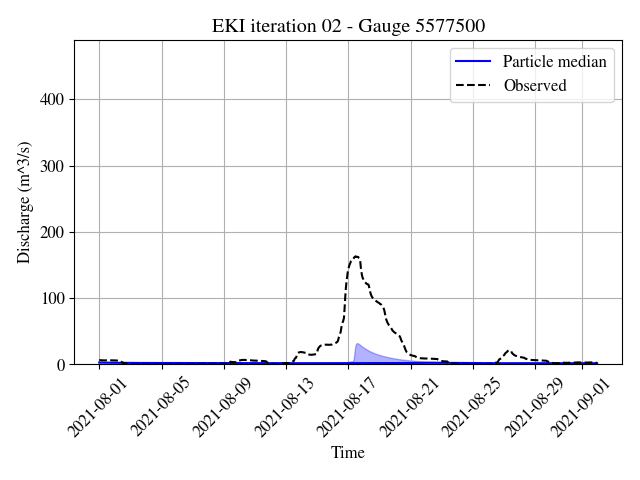 EKI iteration 02 - Gauge 5577500
Particle median
Observed
Discharge (m^3/s)
400
300
200
100
0
2021-08-01
2021-08-05
2021-08-09
2021-08-13
2021-08-17
2021-08-21
2021-08-25
2021-08-29
2021-09-01
Time